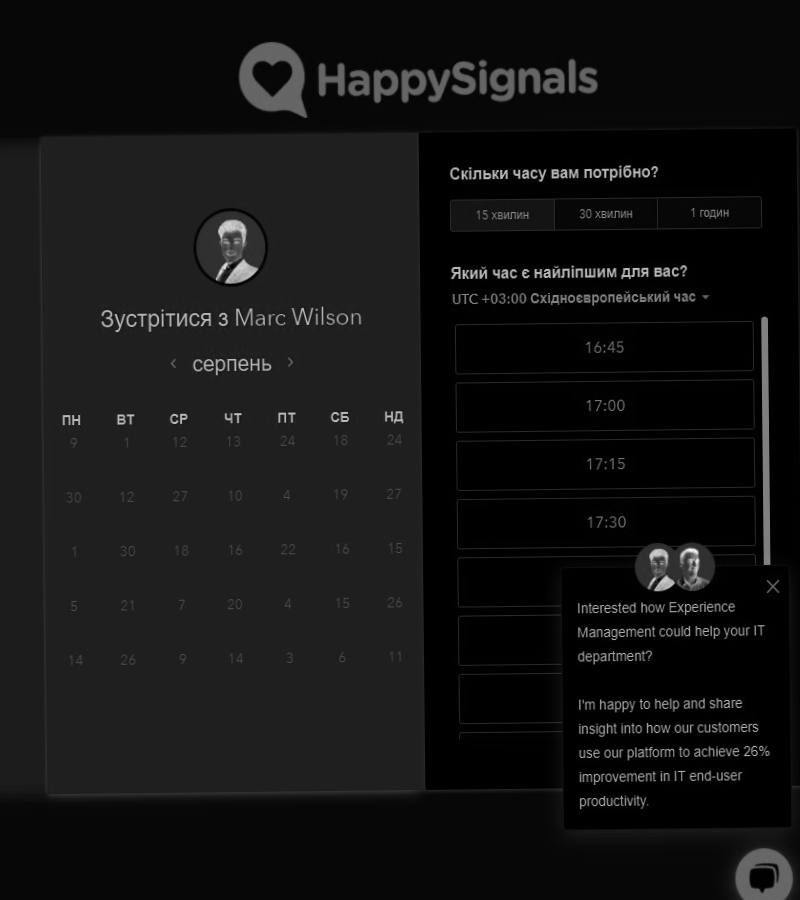 HappySignals
Зустрітися з Marc Wilson
серпень
ПН ВТ СР ЧТ ПТ СБ НД
9 1 12 13 24 18 24
30 12 27 10 4 19 27
1 30 18 16 22 16 15
5 21 7 20 4 15 26
14 26 9 14 3 6 11
Скільки часу вам потрібно?
15 хвилин 30 хвилин 1 годин
Який час є найліпшим для вас?
UTC +03:00 Східноєвропейський час
16:45
17:00
17:15
17:30
Interested how Experience
Management could help your IT
department?
I'm happy to help and share
insight into how our customers
use our platform to achieve 26%
improvement in IT end-user
productivity.